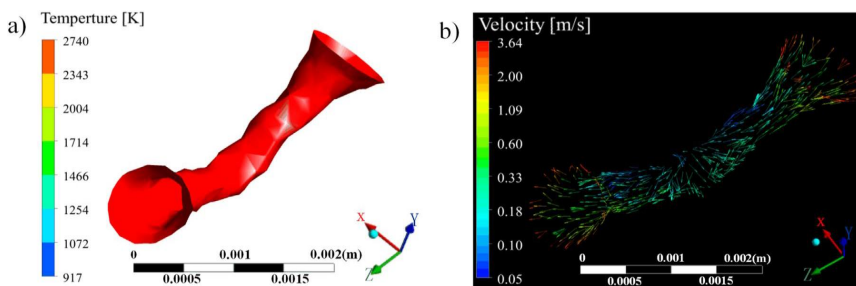 a)
Temperture [K]
2740
2343
2004
1714
1466
1254
1072
917
X
Y
Z
0 0.001 0.002(m)
0.0005 0.0015
b)
Velocity [m/s]
3.64
2.00
1.09
0.60
0.33
0.18
0.10
0.05
X
Y
Z
0 0.001 0.002(m)
0.0005 0.0015